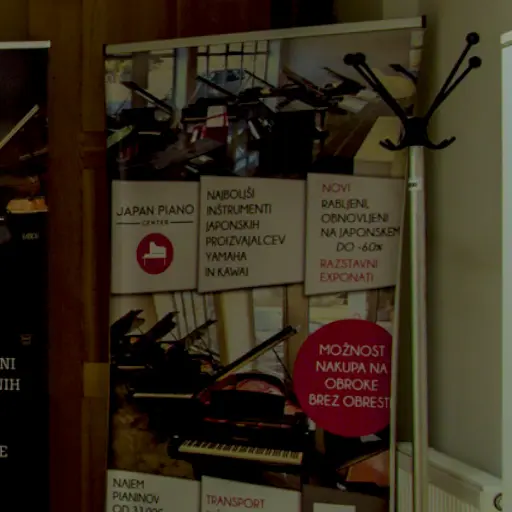 JAPAN PIANO
CENTER
NAJBOLJŠI
INŠTRUMENTI
JAPONSKIH
PROIZVAJALCEV
YAMAHA
IN KAWAI
NOVI
RABLJENI,
OBNOVLJENI
NA JAPONSKEM
DO -60%
RAZSTAVNI
EXPONATI
MOŽNOST
NAKUPA NA
OBROKE
BREZ OBRESTI
NAJEM
PIANINOV
TRANSPORT
NI
NIH
E